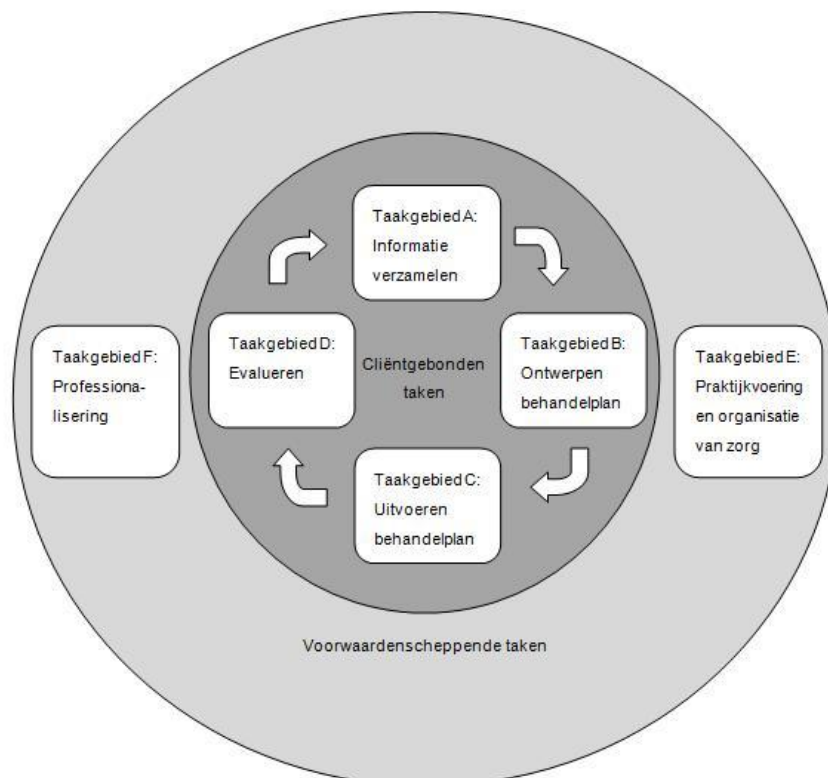 Taakgebied A:
Informatie
verzamelen
Taakgebied D:
Evalueren
Cliëntgebonden
taken
Taakgebied B:
Ontwerpen
behandelplan
Taakgebied F:
Professiona-
lisering
Taakgebied E:
Praktijkvoering
en organisatie
van zorg
Taakgebied C:
Uitvoeren
behandelplan
Voorwaardenscheppende taken